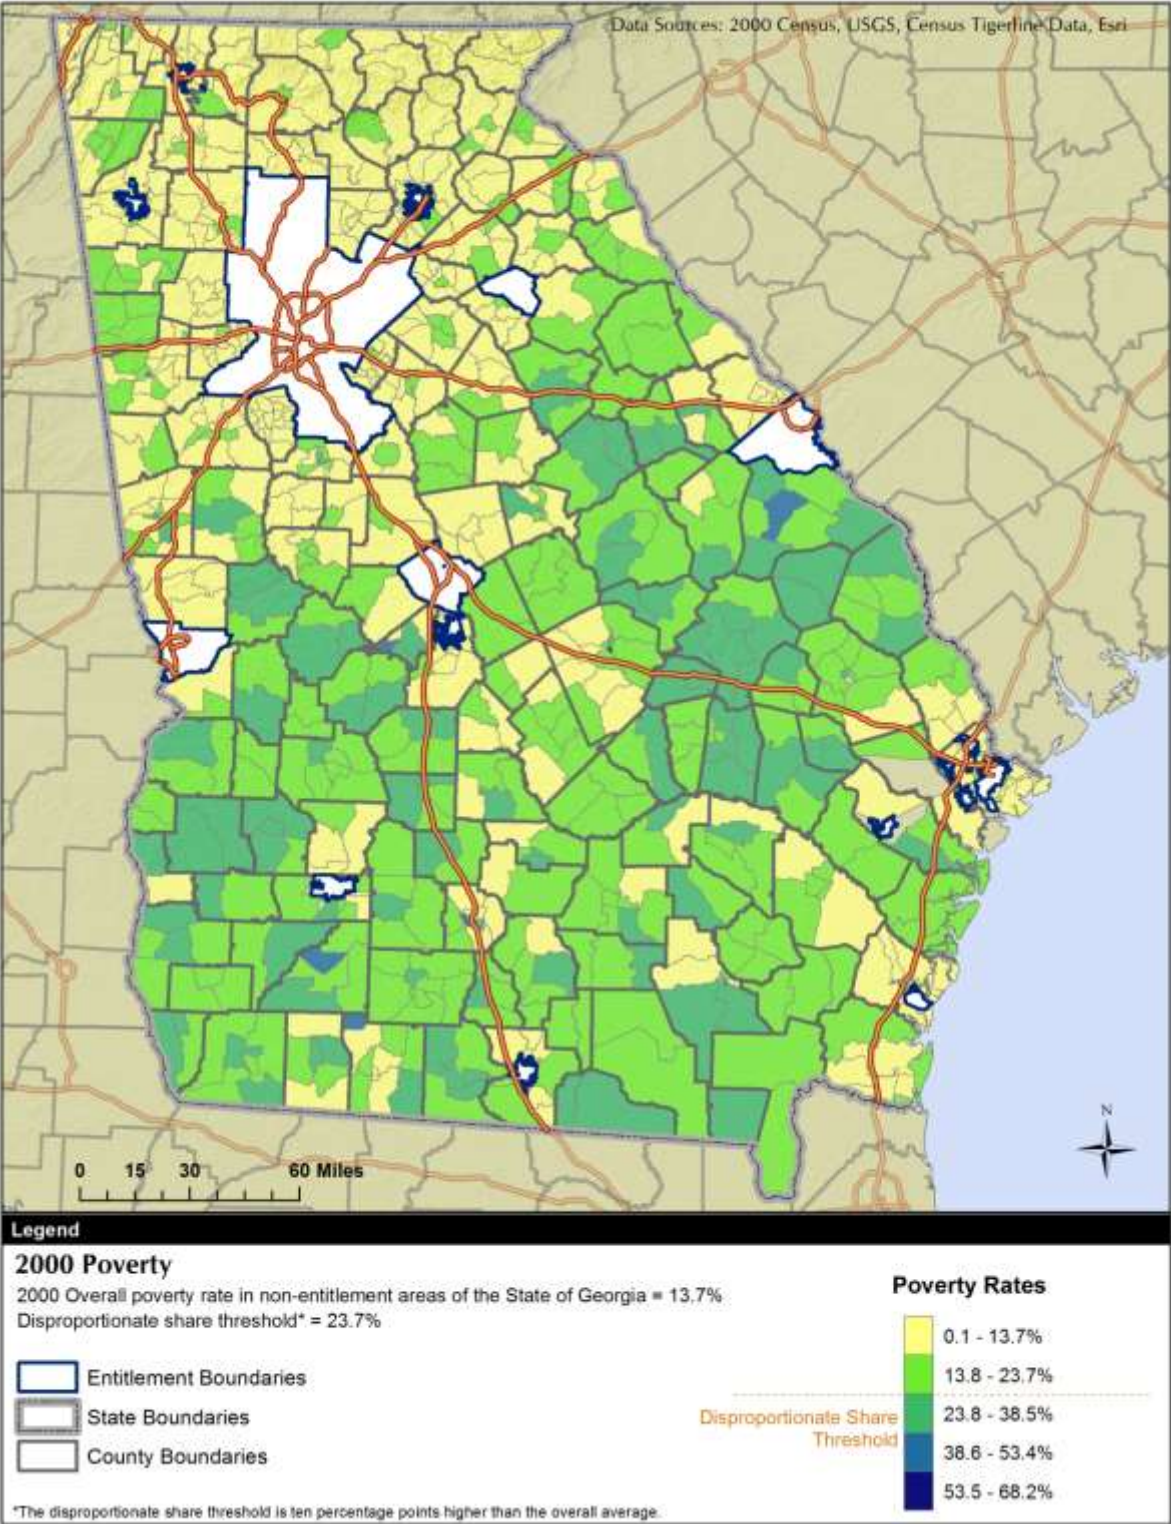 Data Sources: 2000 Census, USGS, Census Tigerline Data, Esri
N
0 15 30 60 Miles
Legend
2000 Poverty
2000 Overall poverty rate in non-entitlement areas of the State of Georgia = 13.7%
Disproportionate share threshold* = 23.7%
Entitlement Boundaries
State Boundaries
County Boundaries
*The disproportionate share threshold is ten percentage points higher than the overall average.
Poverty Rates
0.1 - 13.7%
13.8 - 23.7%
Disproportionate Share
Threshold
23.8 - 38.5%
38.6 - 53.4%
53.5 - 68.2%